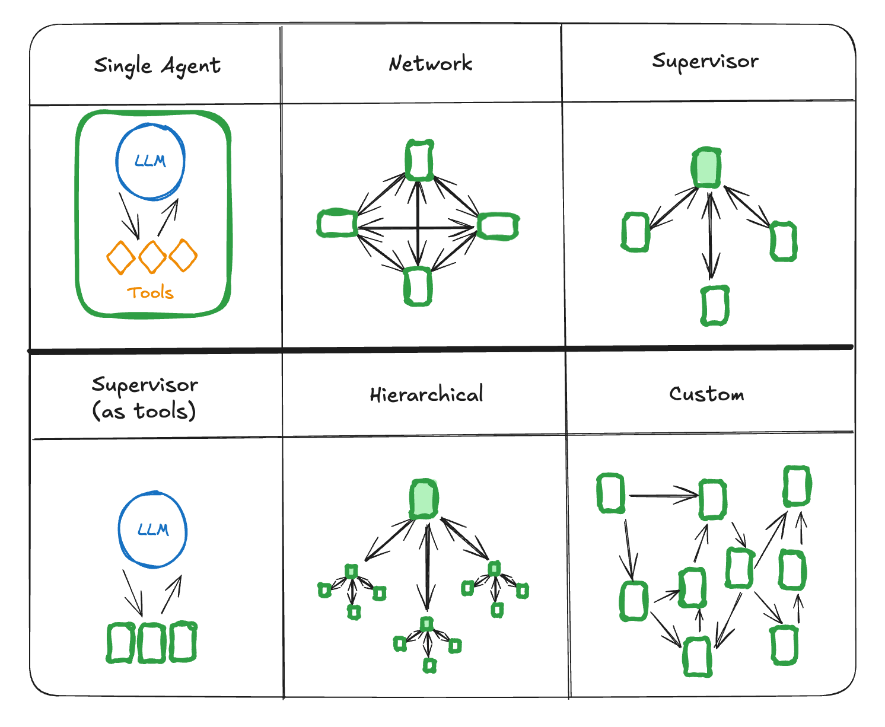 Single Agent
Network
Supervisor
LLM
Tools
Supervisor
(as tools)
Hierarchical
Custom
LLM